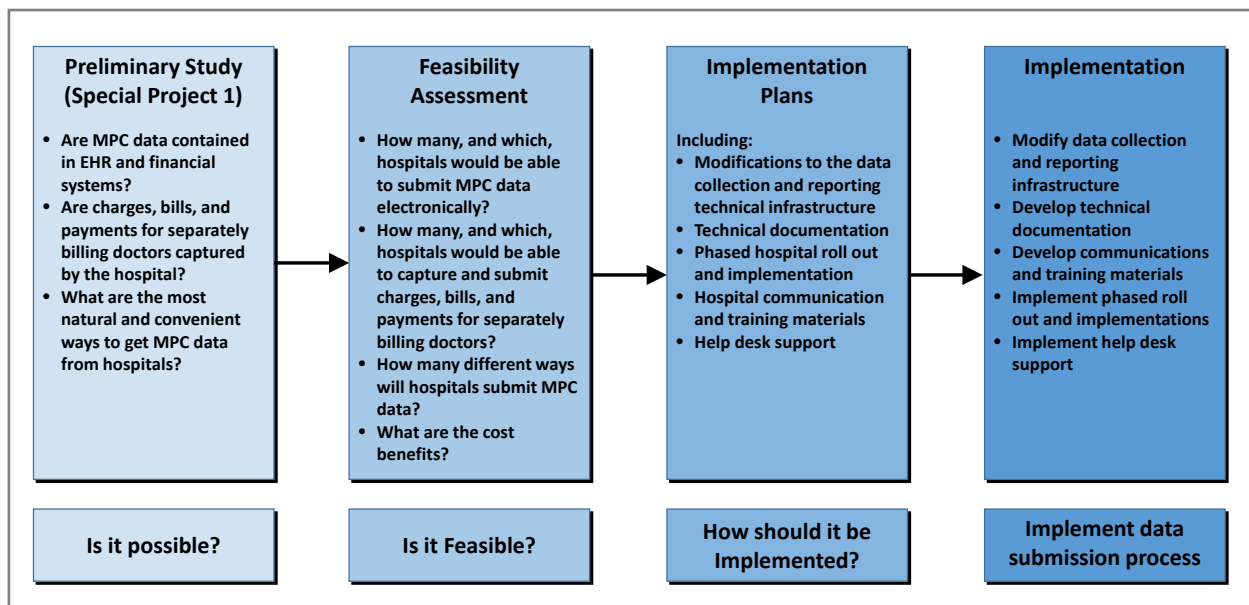 Preliminary Study
(Special Project 1)
• Are MPC data contained
in EHR and financial
systems?
• Are charges, bills, and
payments for separately
billing doctors captured
by the hospital?
• What are the most
natural and convenient
ways to get MPC data
from hospitals?
Feasibility
Assessment
• How many, and which,
hospitals would be able
to submit MPC data
electronically?
• How many, and which,
hospitals would be able
to capture and submit
charges, bills, and
payments for separately
billing doctors?
• How many different ways
will hospitals submit MPC
data?
• What are the cost
benefits?
Implementation
Plans
Including:
• Modifications to the data
collection and reporting
technical infrastructure
• Technical documentation
• Phased hospital roll out
and implementation
• Hospital communication
and training materials
• Help desk support
Implementation
• Modify data collection
and reporting
infrastructure
• Develop technical
documentation
• Develop communications
and training materials
• Implement phased roll
out and implementations
• Implement help desk
support
Is it possible?
Is it Feasible?
How should it be
Implemented?
Implement data
submission process